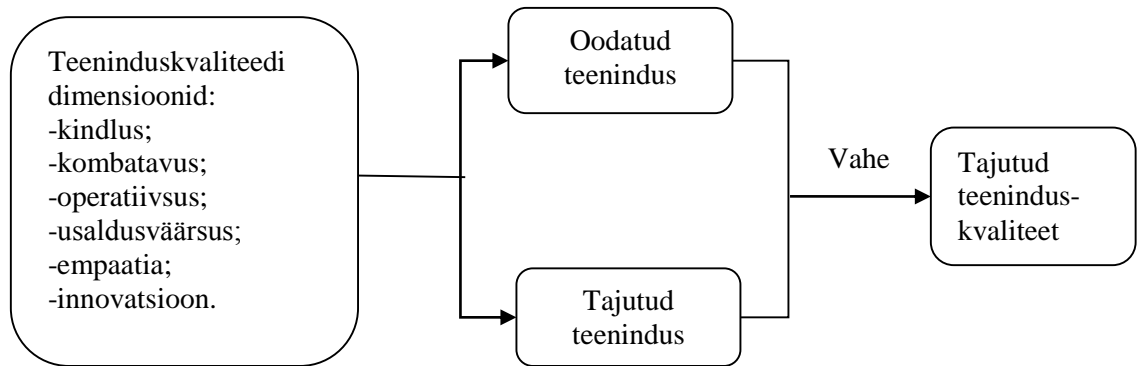 Teeninduskvaliteedi
dimensioonid:
-kindlus;
-kombatavus;
-operatiivsus;
-usaldusväärsus;
-empaatia;
-innovatsioon.
Oodatud
teenindus
Tajutud
teenindus
Vahe
Tajutud
teenindus-
kvaliteet